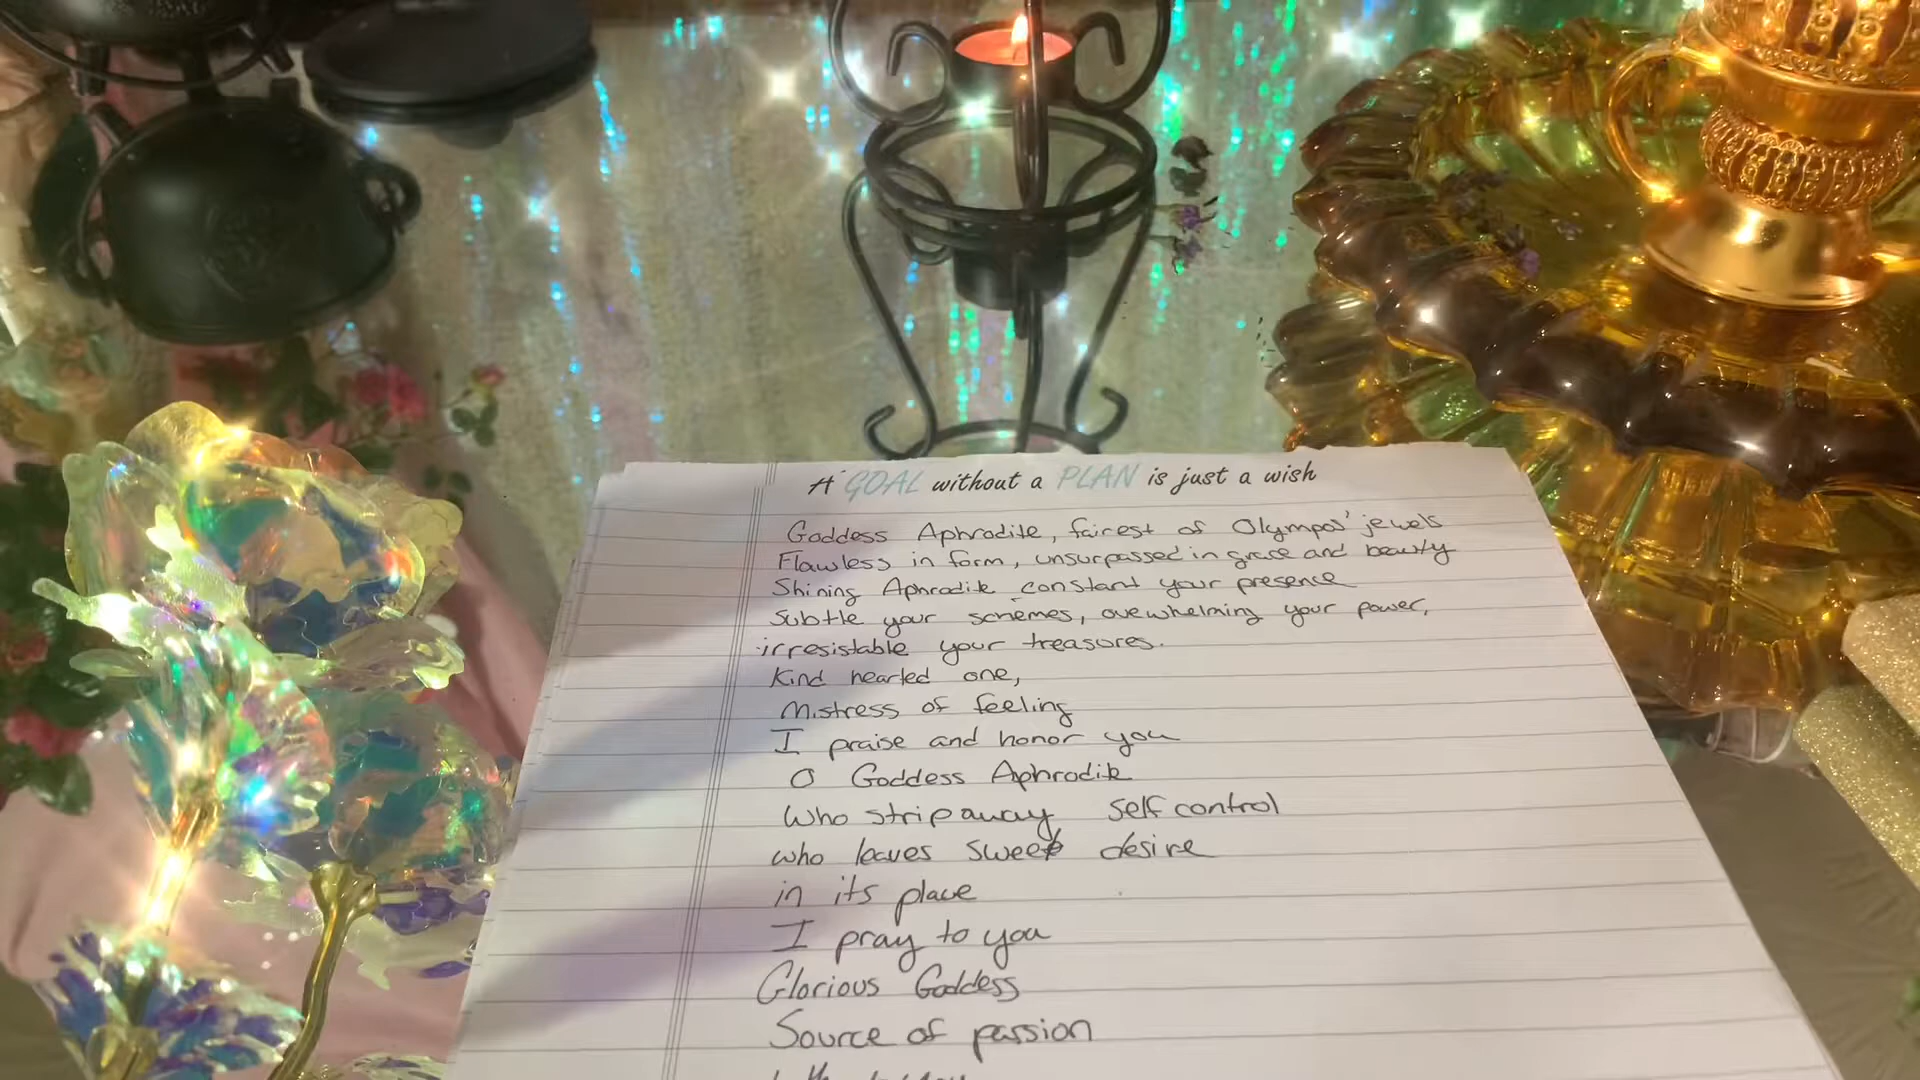 A GOAL without a PLAN is just a wish
Goddess Aphrodite, fairest of Olympos' jewels
Flawless in form, unsurpassed in grace and beauty
Shining Aphrodite constant your presence
Subtle your schemes, overwhelming your power,
irresistable your treasures.
Kind hearted one,
Mistress of feeling
I praise and honor you
O Goddess Aphrodite
Who strip away self control
who leaves sweet desire
in its place
I pray to you
Glorious Goddess
Source of passion